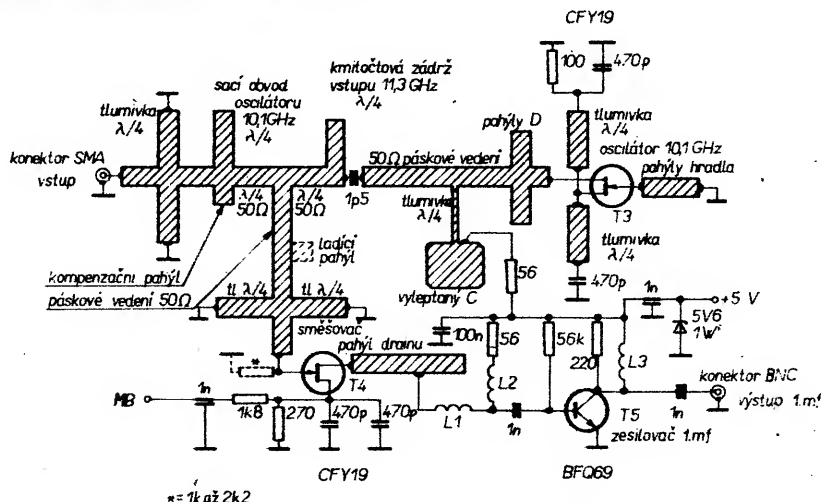 CFY19
100
470p
sací obvod
oscilátoru
10,1GHz
λ/4
kmitočtová zádrž
vstupu 11,3 GHz
λ/4
tlumivka
λ/4
pahýly D
tlumivka
λ/4
oscilátor 10,1 GHz
pahýly hradla
konektor SMA
vstup
50Ω páskové vedení
1p5
λ/4
50Ω
λ/4
50Ω
tlumivka
λ/4
T3
tlumivka
λ/4
ladící
pahýl
kompenzační pahýl
páskové vedení 50Ω
vyleptaný C
56
470p
tl λ/4
tl λ/4
směšovač
pahýl drainu
100n
56
56k
220
1n
+5 V
5V6
1W
L3
L2
*
T4
MB
1n
1k8
270
470p
470p
L1
1n
T5
zesilovač 1.mf
1n
konektor BNC
výstup 1.mf
CFY19
BFQ69
*=1k až 2k2